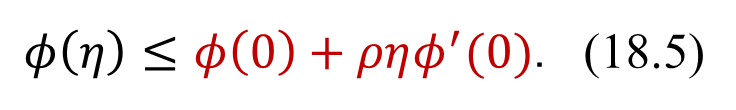 ϕ(η) ≤ ϕ(0) + ρηϕ′(0). (18.5)